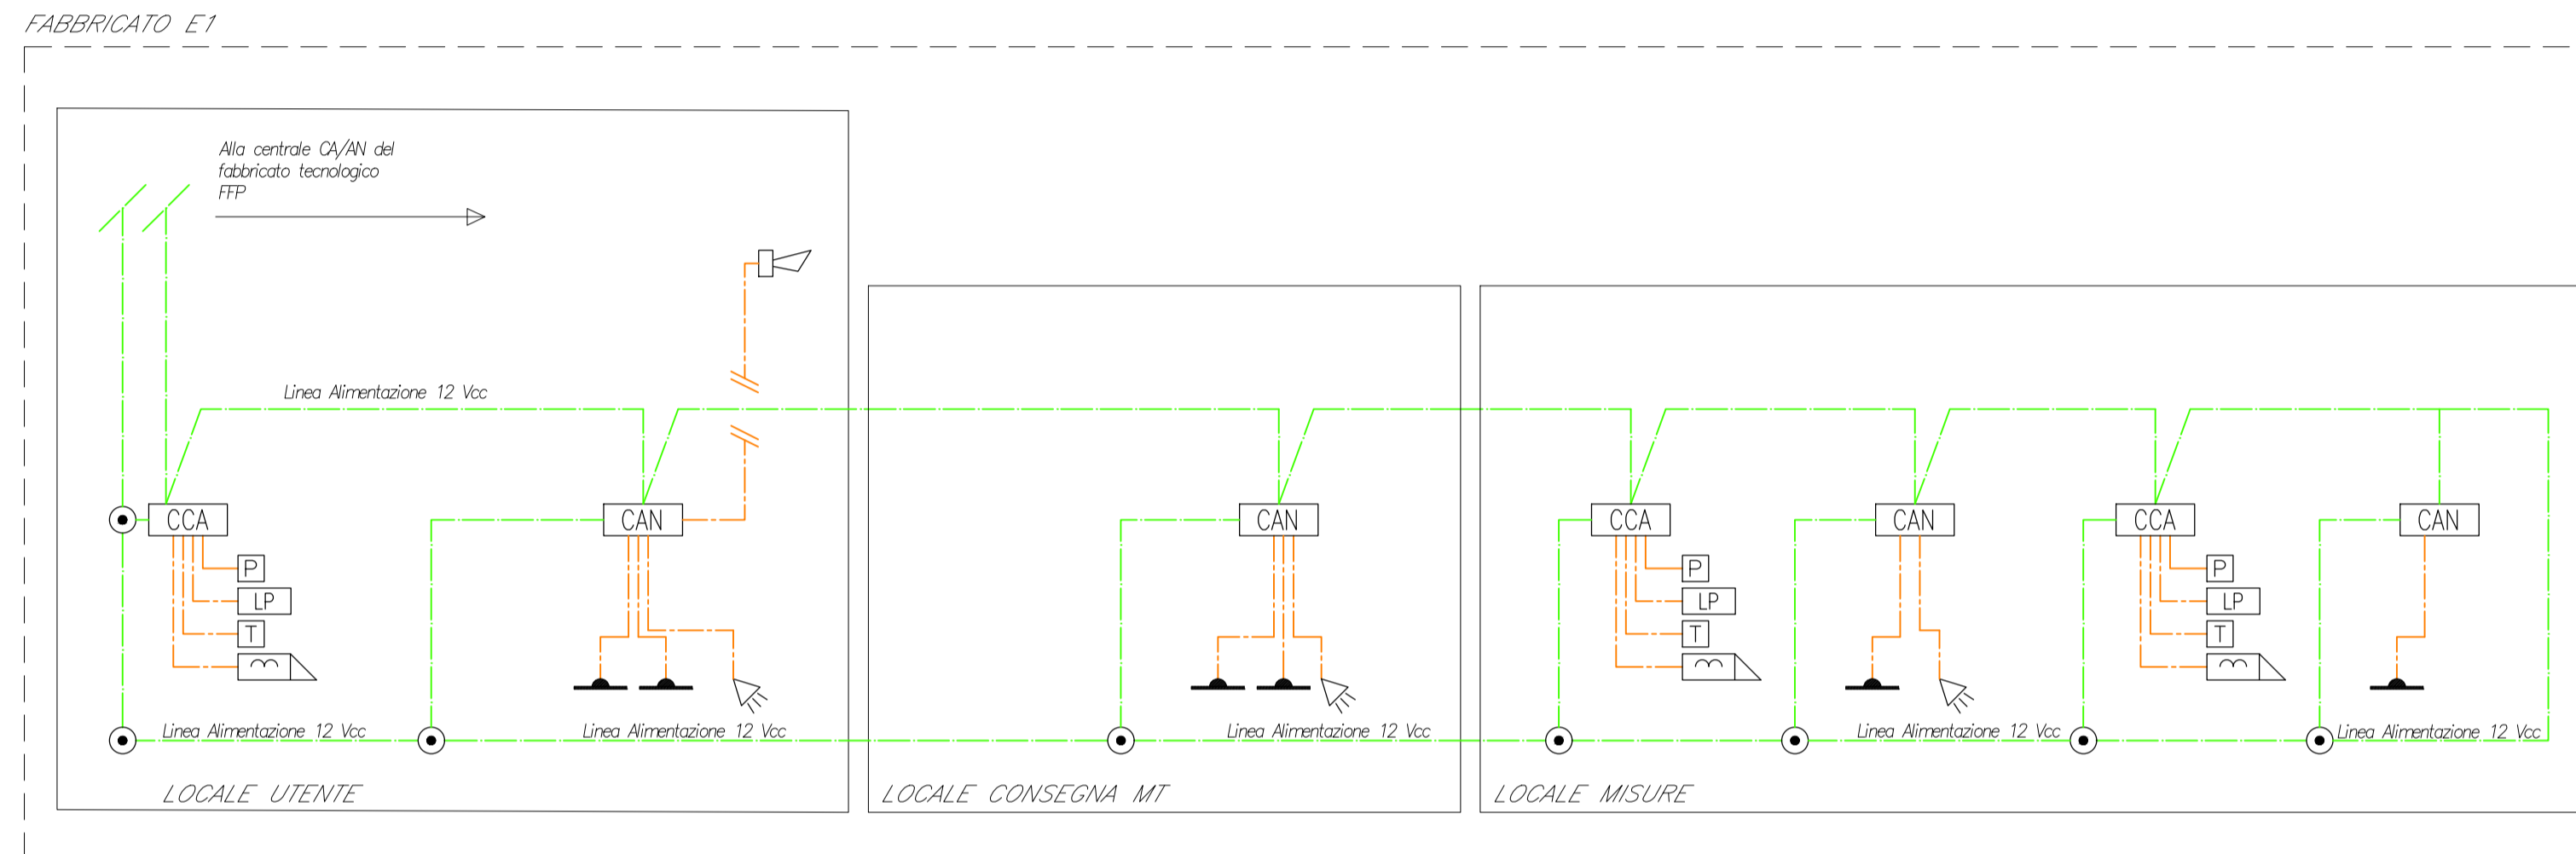 FABBRICATO E1
Alla centrale CA/AN del
fabbricato tecnologico
FFP
Linea Alimentazione 12 Vcc
CCA
CAN
CAN
CCA
CAN
CCA
CAN
P
P
P
LP
LP
LP
T
T
T
Linea Alimentazione 12 Vcc
Linea Alimentazione 12 Vcc
Linea Alimentazione 12 Vcc
Linea Alimentazione 12 Vcc
Linea Alimentazione 12 Vcc
LOCALE UTENTE
LOCALE CONSEGNA MT
LOCALE MISURE